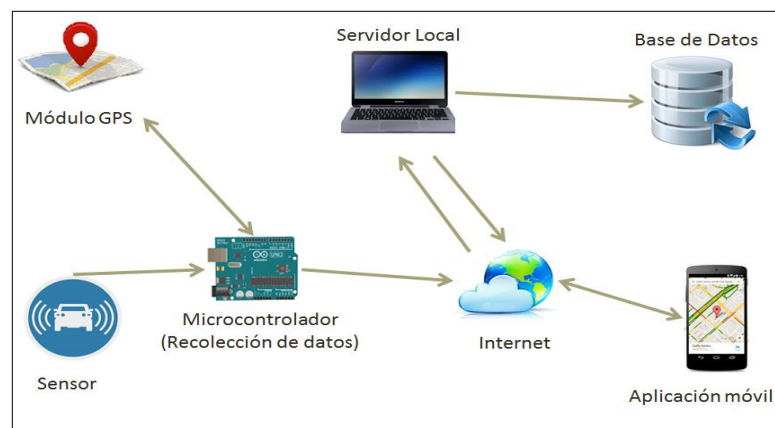 Servidor Local
Base de Datos
Módulo GPS
Microcontrolador
(Recolección de datos)
Internet
Sensor
Aplicación móvil